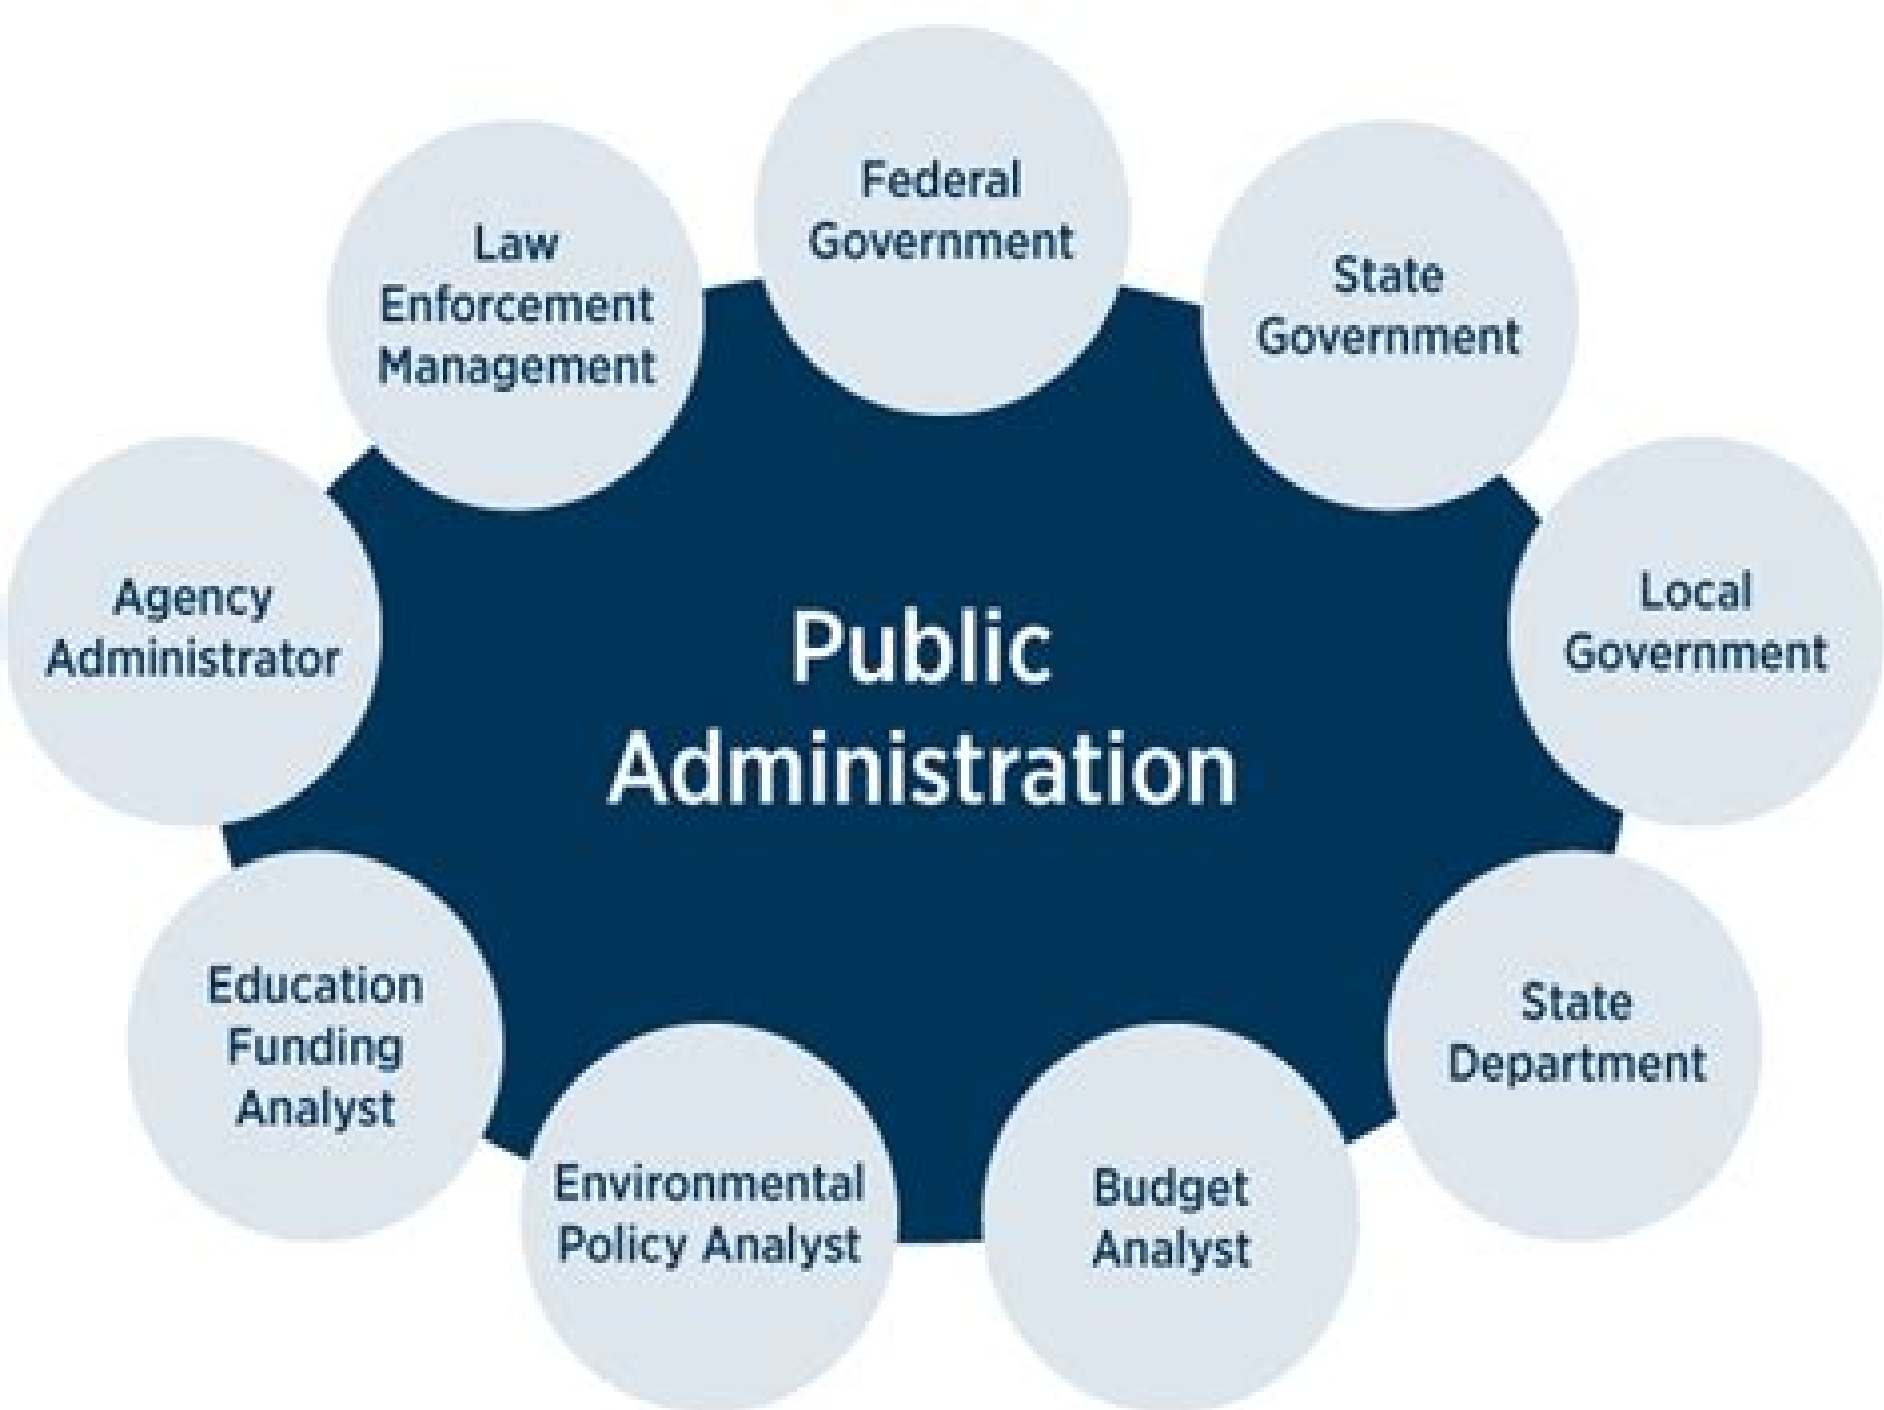 Federal
Government
State
Government
Local
Government
State
Department
Budget
Analyst
Environmental
Policy Analyst
Education
Funding
Analyst
Agency
Administrator
Law
Enforcement
Management
Public
Administration